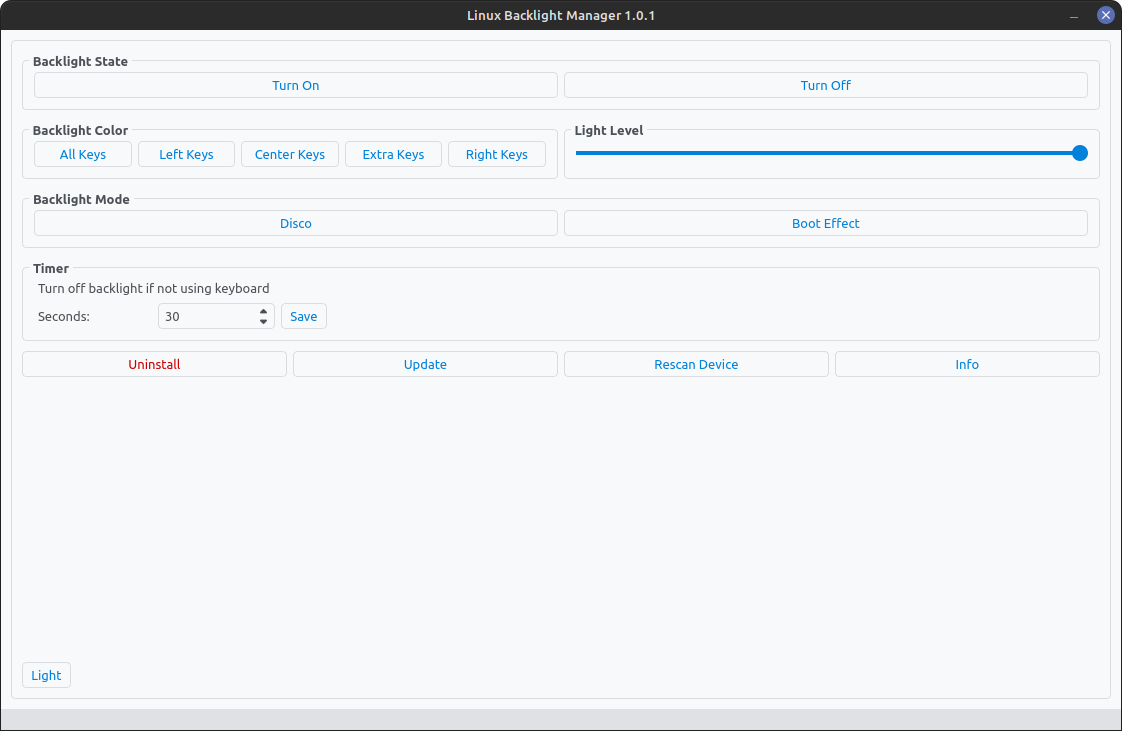 Linux Backlight Manager 1.0.1
Backlight State
Turn On Turn Off
Backlight Color Light Level
All Keys Left Keys Center Keys Extra Keys Right Keys
Backlight Mode
Disco Boot Effect
Timer
Turn off backlight if not using keyboard
Seconds: 30 Save
Uninstall Update Rescan Device Info
Light